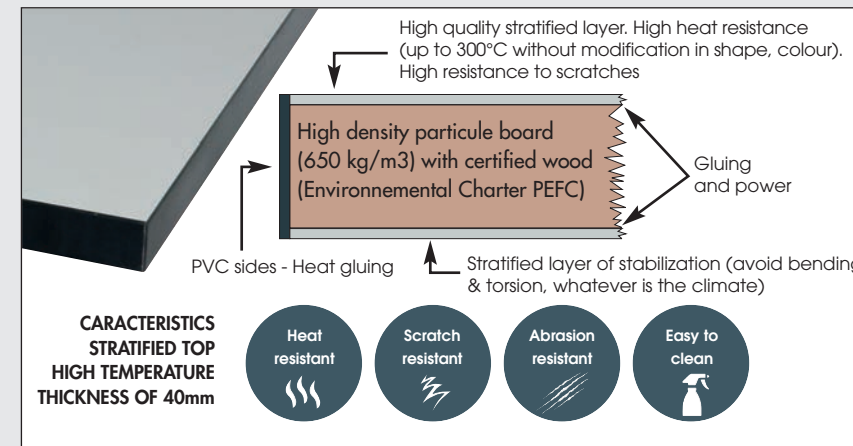 High quality stratified layer. High heat resistance
(up to 300°C without modification in shape, colour).
High resistance to scratches
High density particule board
(650 kg/m3) with certified wood
(Environnemental Charter PEFC)
Gluing
and power
PVC sides - Heat gluing
Stratified layer of stabilization (avoid bending
& torsion, whatever is the climate)
CARACTERISTICS
STRATIFIED TOP
HIGH TEMPERATURE
THICKNESS OF 40mm
Heat
resistant
Scratch
resistant
Abrasion
resistant
Easy to
clean